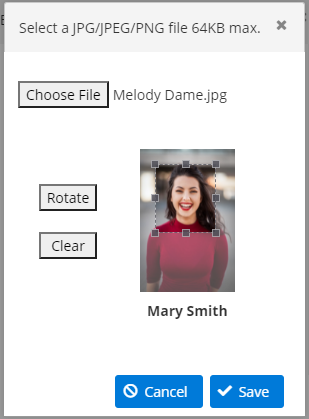 Select a JPG/JPEG/PNG file 64KB max.
Choose File Melody Dame.jpg
Rotate
Clear
Mary Smith
Cancel Save